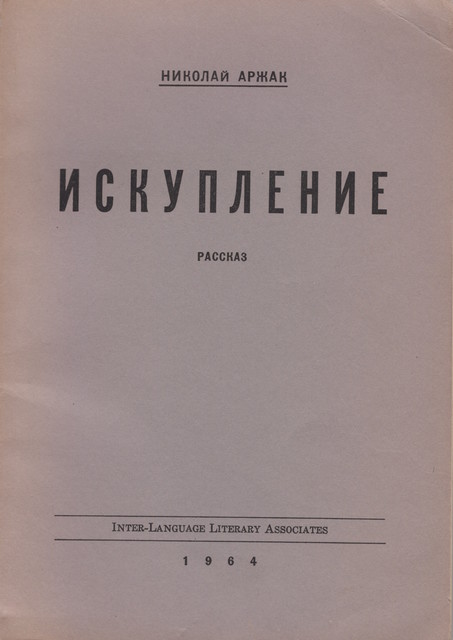 НИКОЛАЙ АРЖАК
ИСКУПЛЕНИЕ
РАССКАЗ
INTER-LANGUAGE LITERARY ASSOCIATES
1964